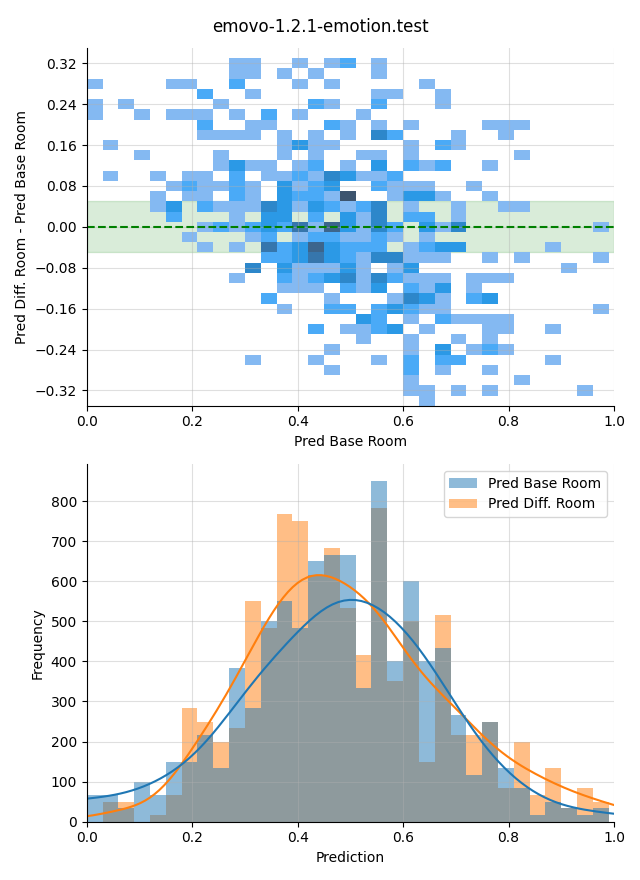 emovo-1.2.1-emotion.test
0.32
0.24
0.16
0.08
0.00
−0.08
−0.16
−0.24
−0.32
Pred Diff. Room - Pred Base Room
0.0 0.2 0.4 0.6 0.8 1.0
Pred Base Room
Pred Base Room
Pred Diff. Room
800
700
600
500
400
300
200
100
0
Frequency
0.0 0.2 0.4 0.6 0.8 1.0
Prediction